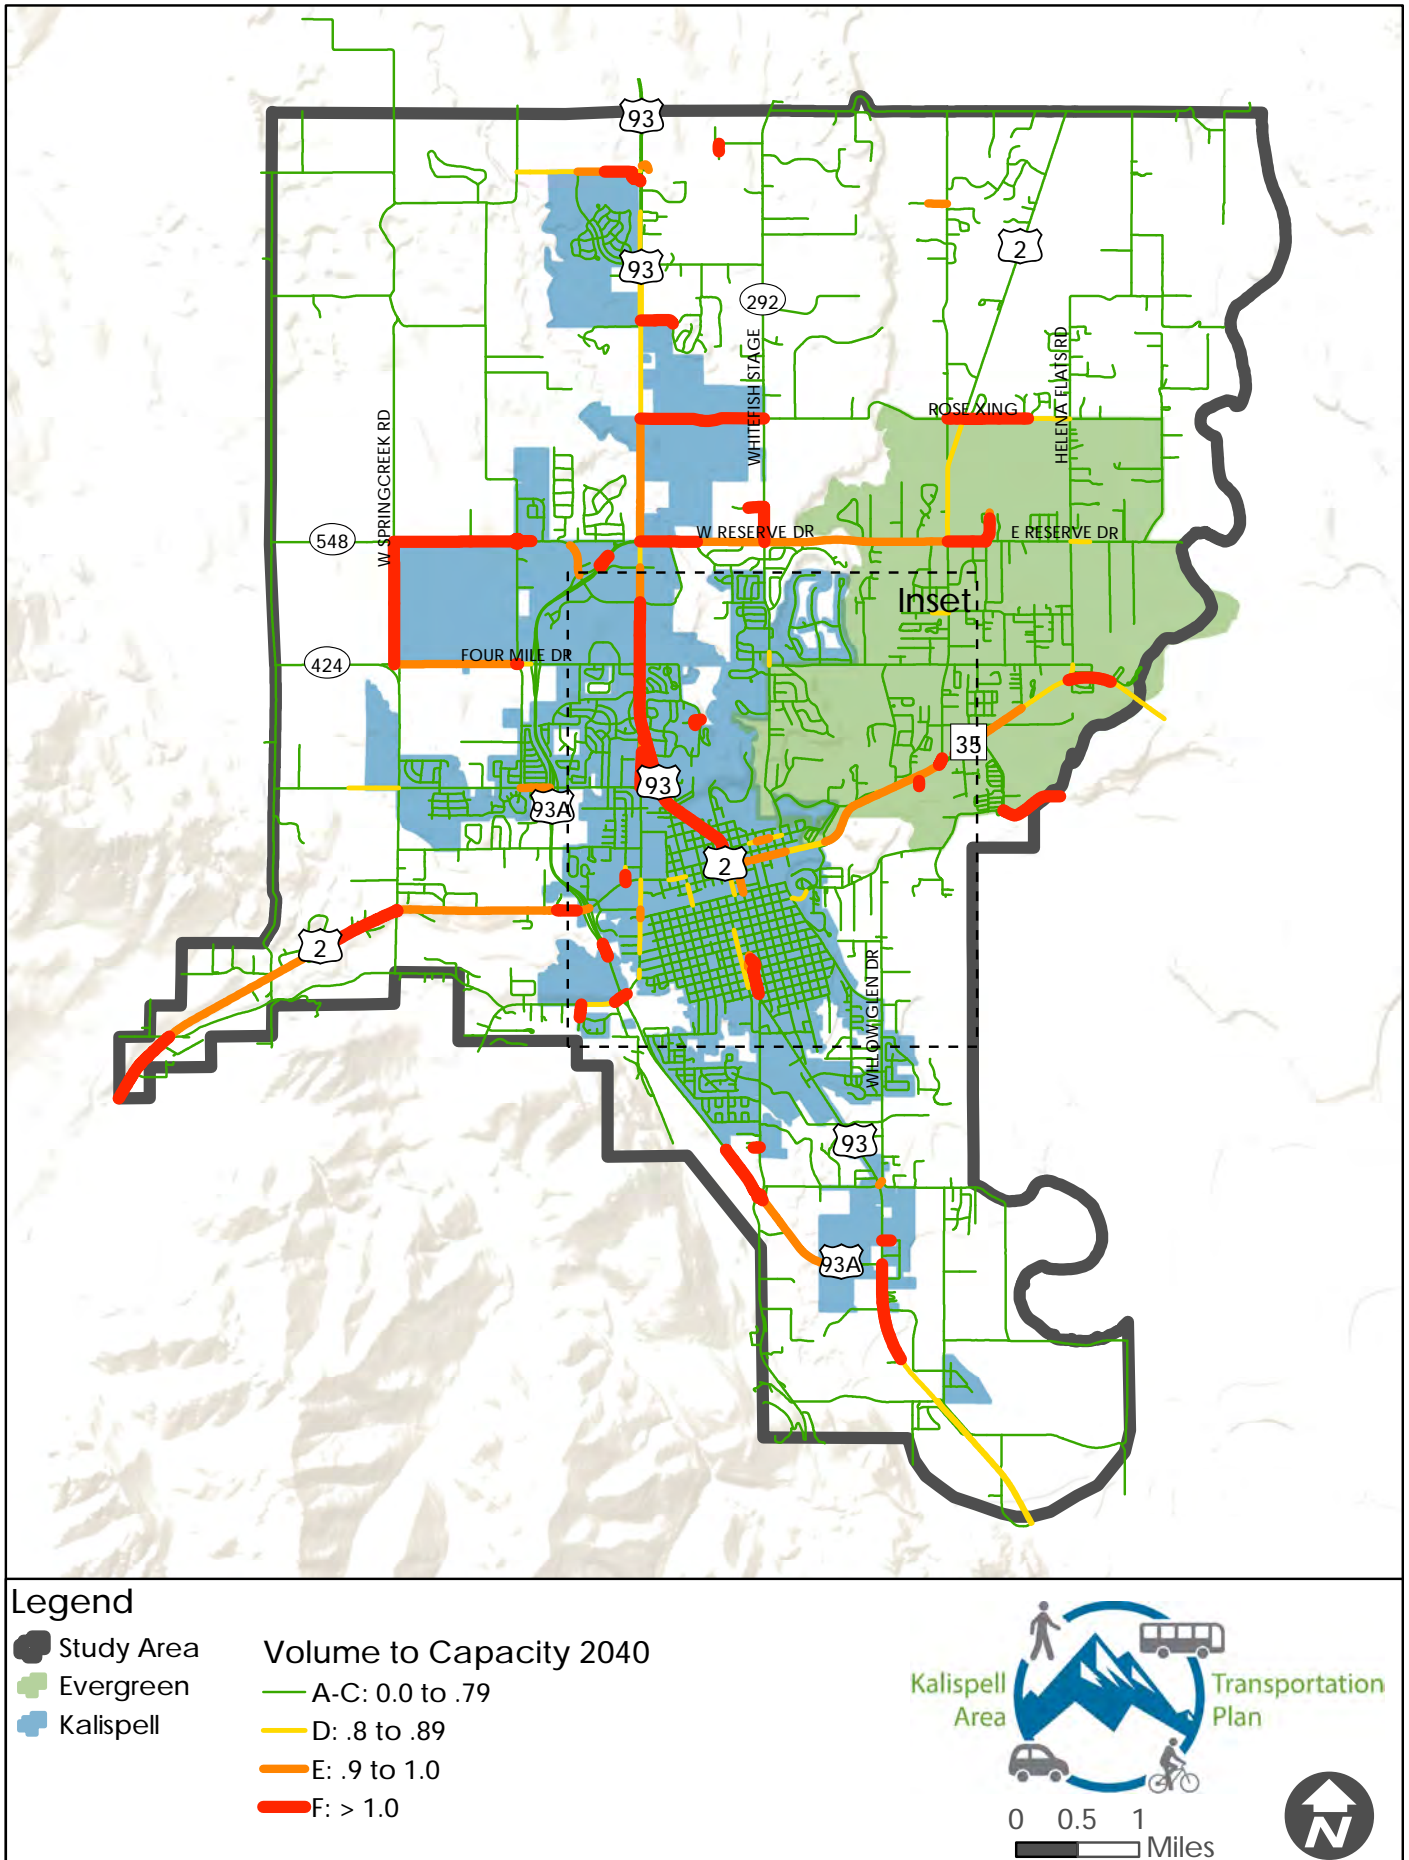 93
93
2
292
WHITEFISH STAGE
HELENA FLATS RD
ROSE XING
W SPRINGCREEK RD
548
W RESERVE DR
E RESERVE DR
Inset
424
FOUR MILE DR
35
93
93A
2
2
WILLOW GLEN DR
93
93A
Legend
Study Area
Evergreen
Kalispell
Volume to Capacity 2040
A-C: 0.0 to .79
D: .8 to .89
E: .9 to 1.0
F: > 1.0
Kalispell
Area
Transportation
Plan
0 0.5 1
Miles
N